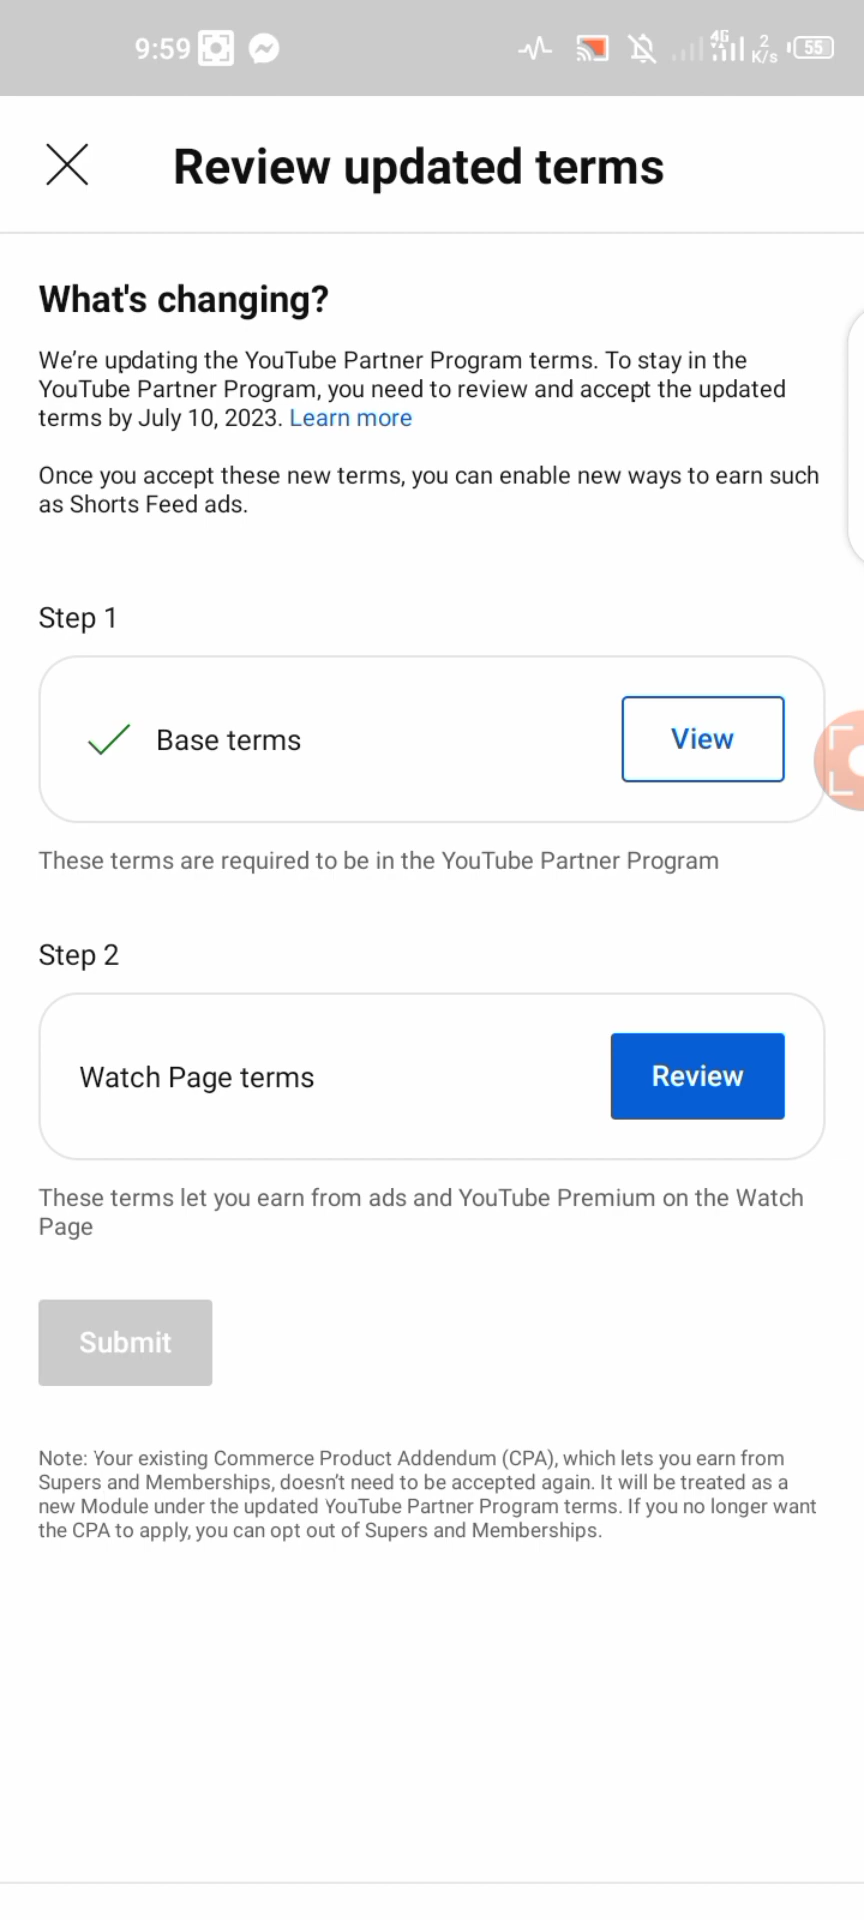 9:59
4G 2 K/s 55
Review updated terms
What's changing?
We’re updating the YouTube Partner Program terms. To stay in the
YouTube Partner Program, you need to review and accept the updated
terms by July 10, 2023. Learn more
Once you accept these new terms, you can enable new ways to earn such
as Shorts Feed ads.
Step 1
Base terms
View
These terms are required to be in the YouTube Partner Program
Step 2
Watch Page terms
Review
These terms let you earn from ads and YouTube Premium on the Watch
Page
Submit
Note: Your existing Commerce Product Addendum (CPA), which lets you earn from
Supers and Memberships, doesn’t need to be accepted again. It will be treated as a
new Module under the updated YouTube Partner Program terms. If you no longer want
the CPA to apply, you can opt out of Supers and Memberships.